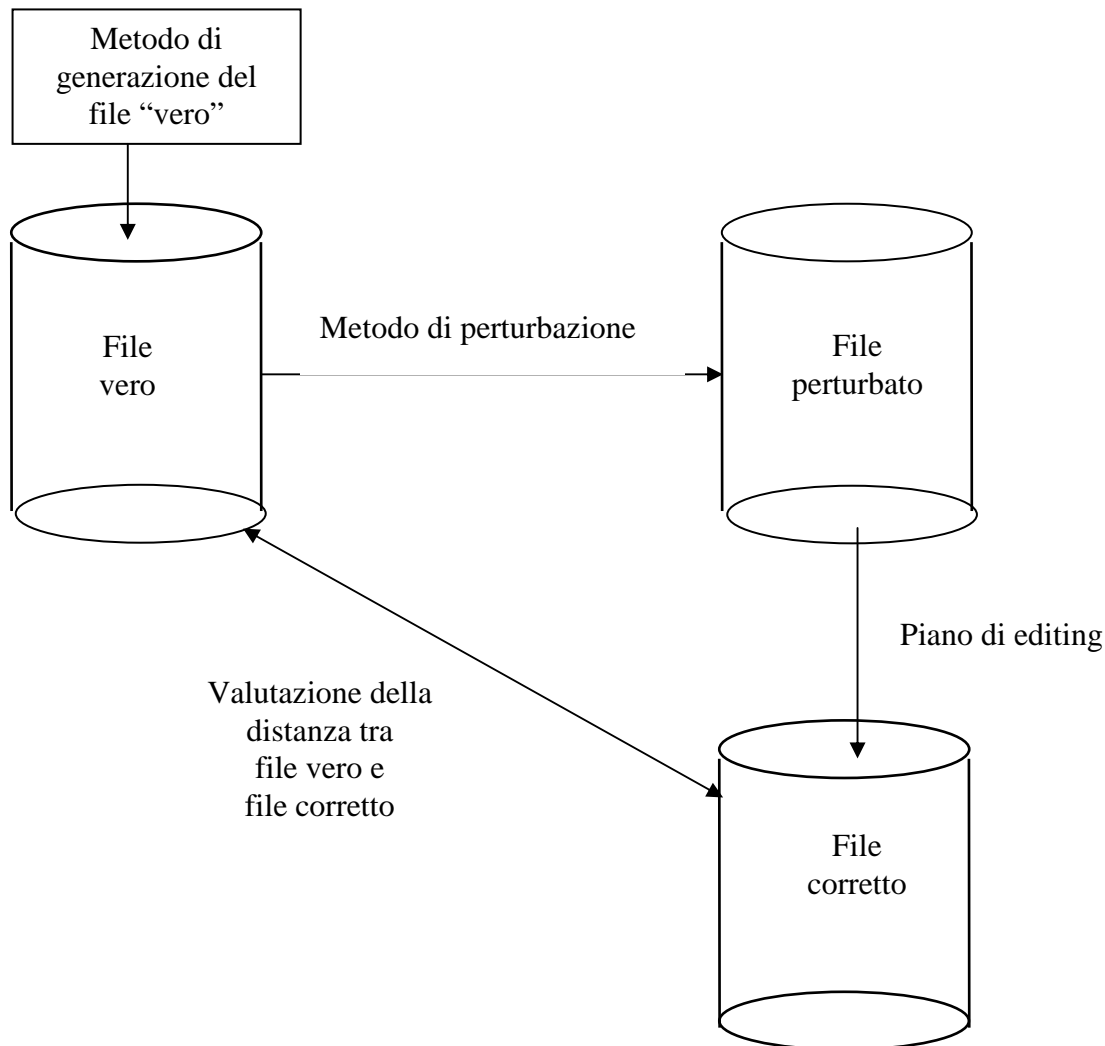 Metodo di
generazione del
file “vero”
Metodo di perturbazione
File
vero
File
perturbato
Piano di editing
Valutazione della
distanza tra
file vero e
file corretto
File
corretto